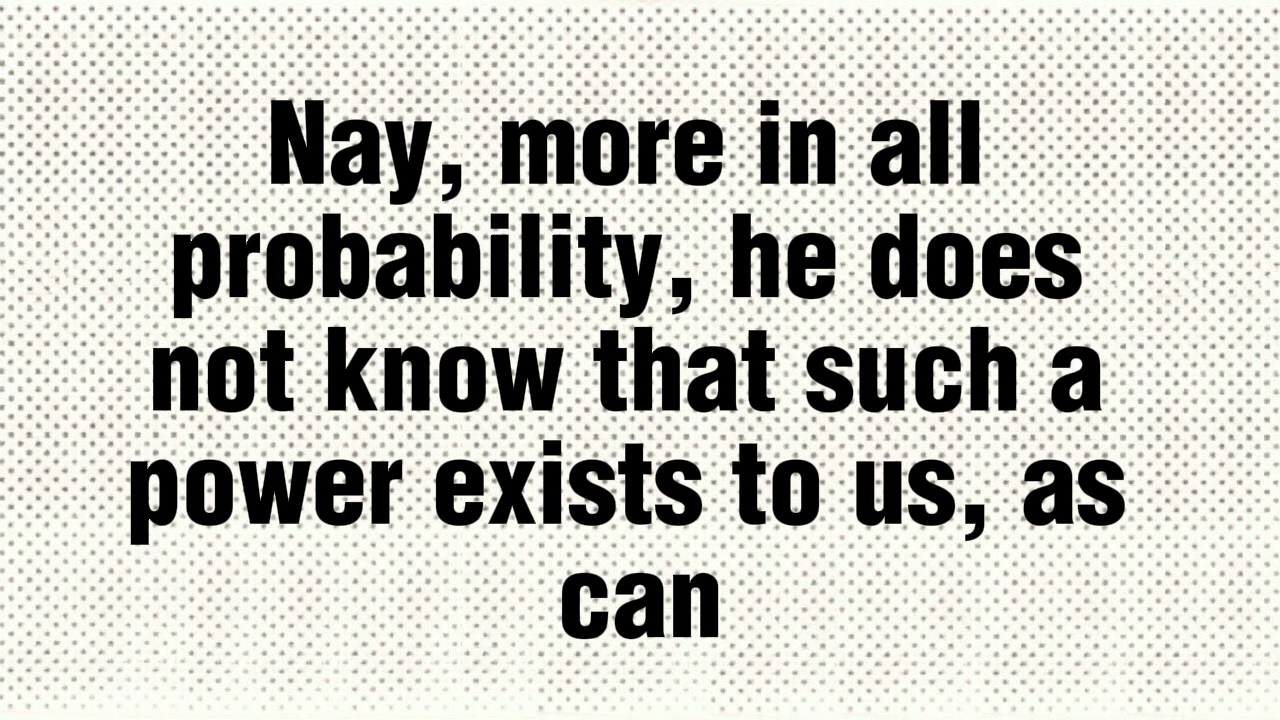 Nay, more in all
probability, he does
not know that such a
power exists to us, as
can